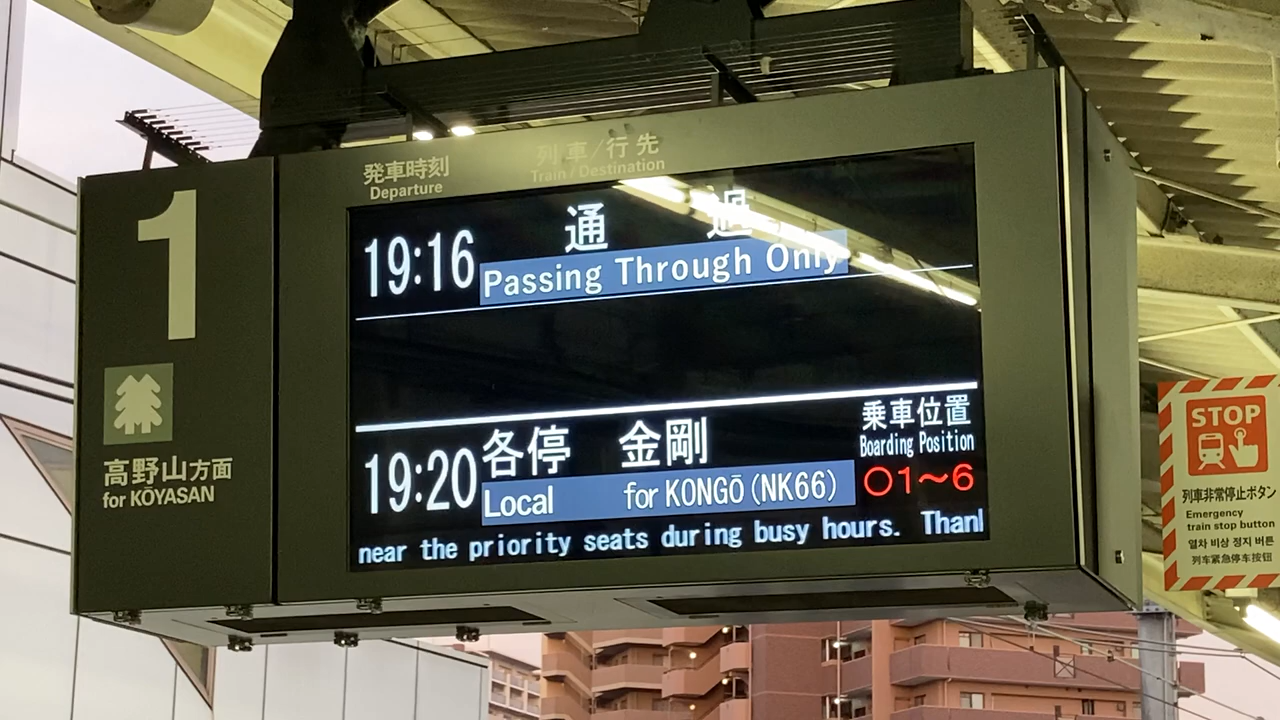 1
高野山方面
for KŌYASAN
発車時刻
Departure
列車/行先
Train / Destination
19:16 通過
Passing Through Only
19:20 各停 金剛
Local for KONGŌ (NK66)
乗車位置
Boarding Position
○1〜6
near the priority seats during busy hours. Thanl
STOP
列車非常停止ボタン
Emergency
train stop button
열차 비상 정지 버튼
列车紧急停车按钮